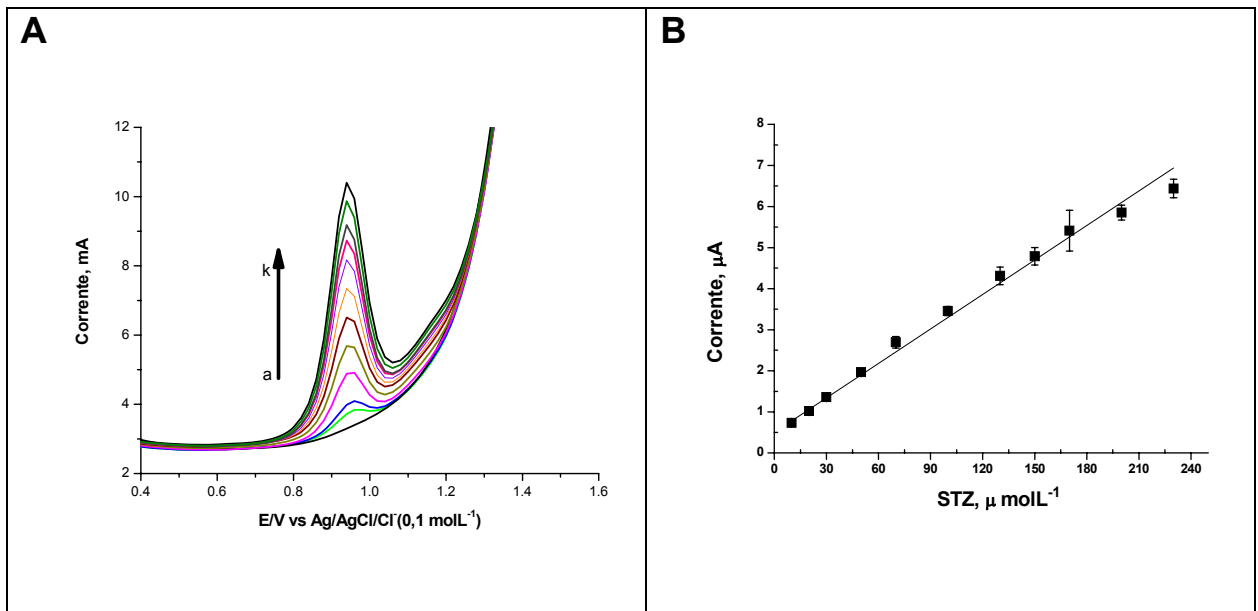 A
12
10
8
6
4
2
Corrente, mA
k
a
0.4 0.6 0.8 1.0 1.2 1.4 1.6
E/V vs Ag/AgCl/Cl⁻(0,1 molL⁻¹)
B
8
7
6
5
4
3
2
1
0
Corrente, µA
0 30 60 90 120 150 180 210 240
STZ, µ molL⁻¹